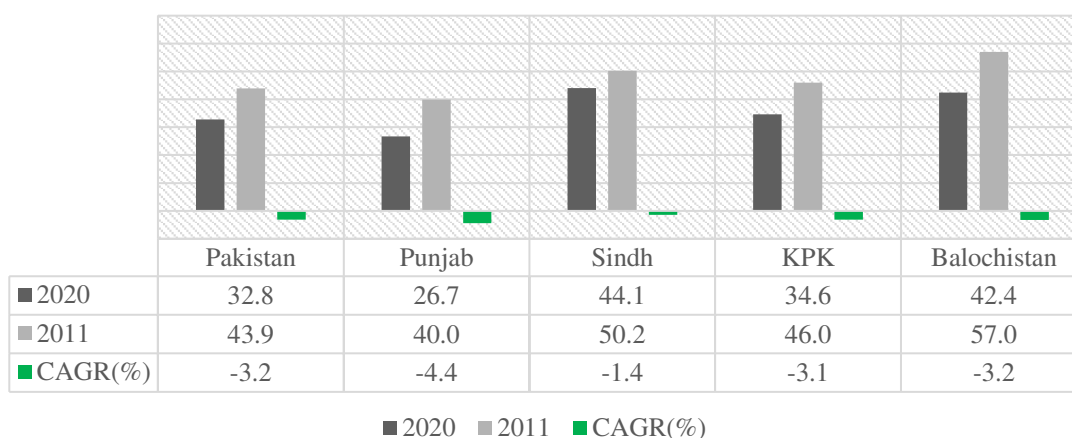 Pakistan Punjab Sindh KPK Balochistan
2020 32.8 26.7 44.1 34.6 42.4
2011 43.9 40.0 50.2 46.0 57.0
CAGR(%) -3.2 -4.4 -1.4 -3.1 -3.2
2020 2011 CAGR(%)